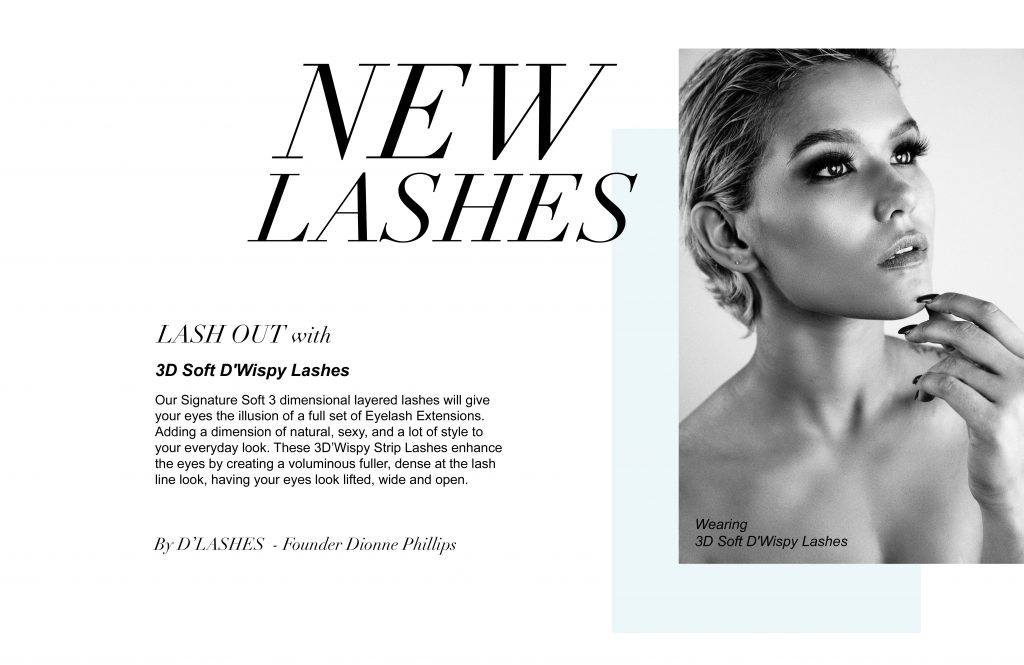 NEW
LASHES
LASH OUT with
3D Soft D'Wispy Lashes
Our Signature Soft 3 dimensional layered lashes will give
your eyes the illusion of a full set of Eyelash Extensions.
Adding a dimension of natural, sexy, and a lot of style to
your everyday look. These 3D'Wispy Strip Lashes enhance
the eyes by creating a voluminous fuller, dense at the lash
line look, having your eyes look lifted, wide and open.
By D'LASHES - Founder Dionne Phillips
Wearing
3D Soft D'Wispy Lashes